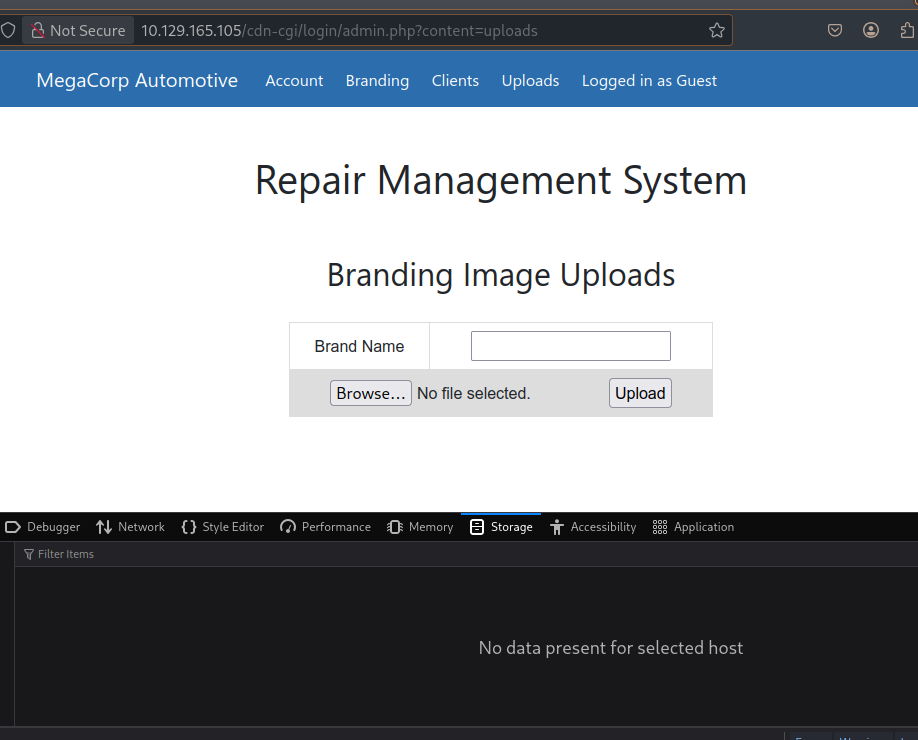 Not Secure 10.129.165.105/cdn-cgi/login/admin.php?content=uploads
MegaCorp Automotive Account Branding Clients Uploads Logged in as Guest
Repair Management System
Branding Image Uploads
Brand Name
Browse... No file selected. Upload
Debugger Network Style Editor Performance Memory Storage Accessibility Application
Filter Items
No data present for selected host